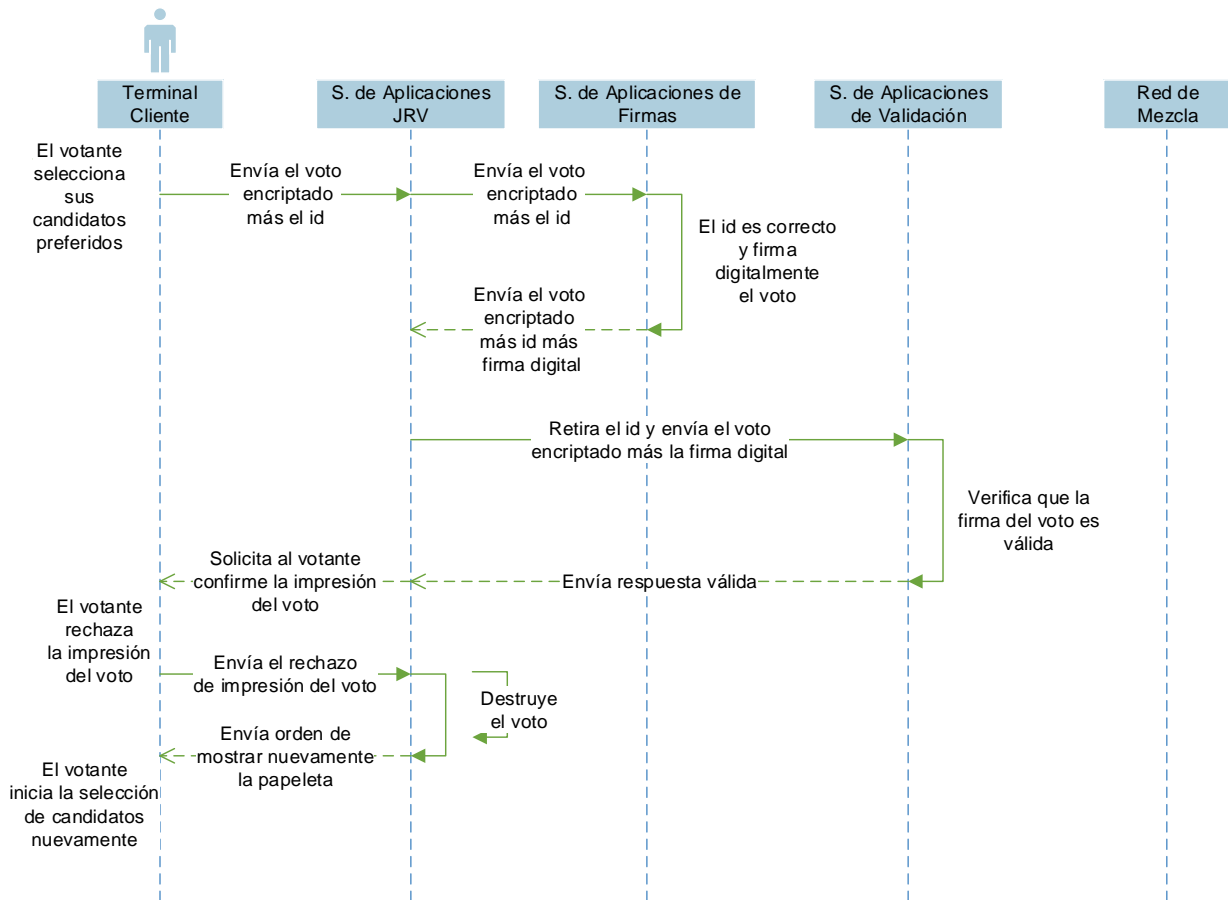 Terminal
Cliente
S. de Aplicaciones
JRV
S. de Aplicaciones de
Firmas
S. de Aplicaciones
de Validación
Red de
Mezcla
El votante
selecciona
sus
candidatos
preferidos
Envía el voto
encriptado
más el id
Envía el voto
encriptado
más el id
El id es correcto
y firma
digitalmente
el voto
Envía el voto
encriptado
más id más
firma digital
Retira el id y envía el voto
encriptado más la firma digital
Verifica que la
firma del voto es
válida
Envía respuesta válida
Solicita al votante
confirme la impresión
del voto
El votante
rechaza
la impresión
del voto
Envía el rechazo
de impresión del voto
Destruye
el voto
Envía orden de
mostrar nuevamente
la papeleta
El votante
inicia la selección
de candidatos
nuevamente